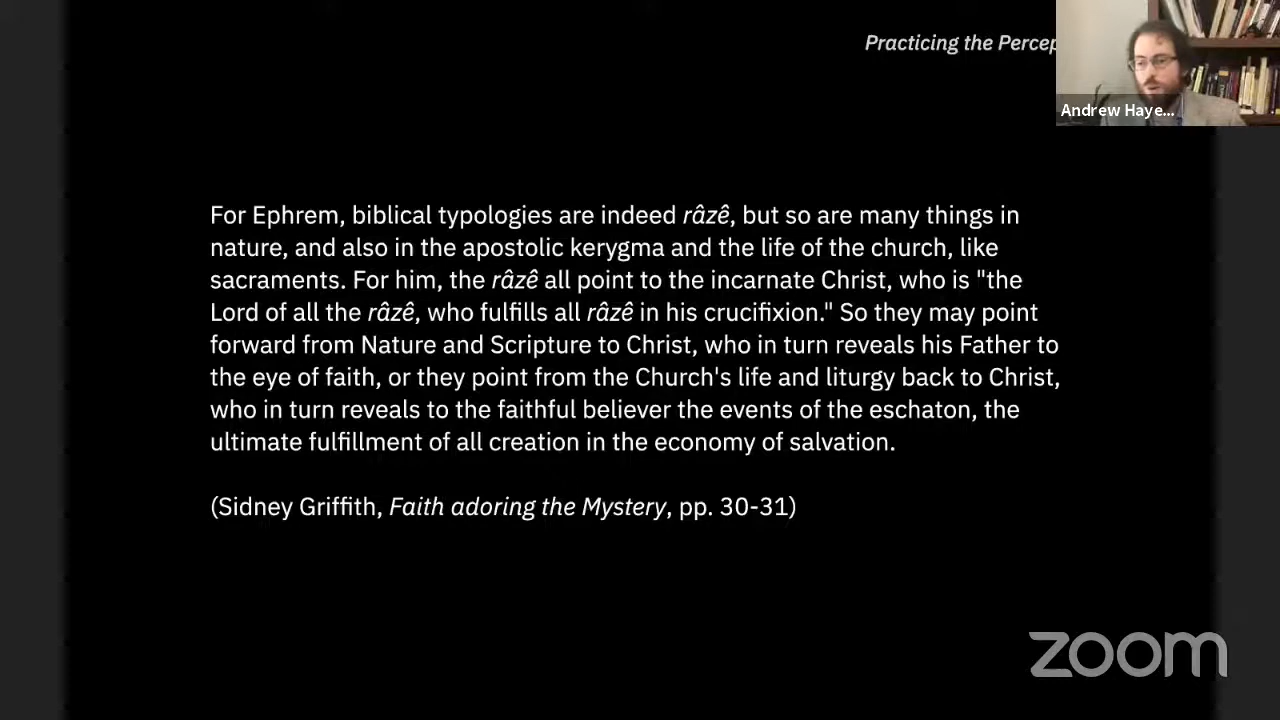 Practicing the Percep
Andrew Haye...
For Ephrem, biblical typologies are indeed râzê, but so are many things in
nature, and also in the apostolic kerygma and the life of the church, like
sacraments. For him, the râzê all point to the incarnate Christ, who is "the
Lord of all the râzê, who fulfills all râzê in his crucifixion." So they may point
forward from Nature and Scripture to Christ, who in turn reveals his Father to
the eye of faith, or they point from the Church's life and liturgy back to Christ,
who in turn reveals to the faithful believer the events of the eschaton, the
ultimate fulfillment of all creation in the economy of salvation.
(Sidney Griffith, Faith adoring the Mystery, pp. 30-31)
zoom